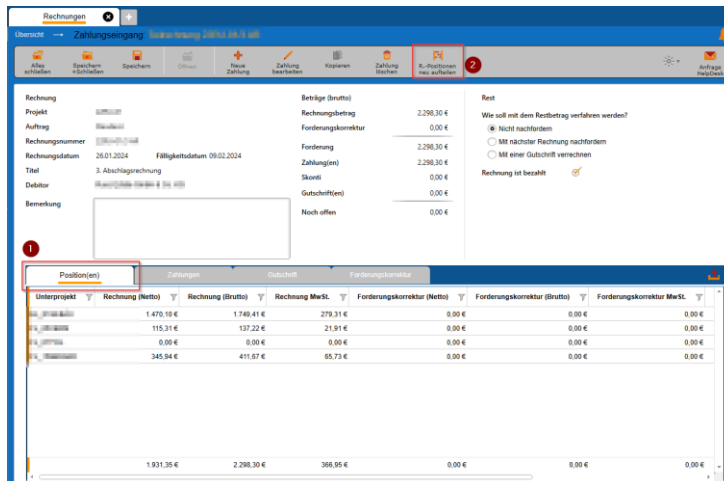 Rechnungen
Übersicht → Zahlungseingang:
Alles schließen
Speichern +Schließen
Speichern
Öffnen
Neue Zahlung
Zahlung bearbeiten
Kopieren
Zahlung löschen
R.-Positionen neu aufteilen
2
Anfrage HelpDesk
Rechnung
Projekt
Auftrag
Rechnungsnummer
Rechnungsdatum 26.01.2024 Fälligkeitsdatum 09.02.2024
Titel 3. Abschlagsrechnung
Debitor
Bemerkung
Beträge (brutto)
Rechnungsbetrag 2.298,30 €
Forderungskorrektur 0,00 €
Forderung 2.298,30 €
Zahlung(en) 2.298,30 €
Skonti 0,00 €
Gutschrift(en) 0,00 €
Noch offen 0,00 €
Rest
Wie soll mit dem Restbetrag verfahren werden?
Nicht nachfordern
Mit nächster Rechnung nachfordern
Mit einer Gutschrift verrechnen
Rechnung ist bezahlt
1
Position(en) Zahlungen Gutschrift Forderungskorrektur
Unterprojekt Rechnung (Netto) Rechnung (Brutto) Rechnung MwSt. Forderungskorrektur (Netto) Forderungskorrektur (Brutto) Forderungskorrektur MwSt.
1.470,10 € 1.749,41 € 279,31 € 0,00 € 0,00 € 0,00 €
115,31 € 137,22 € 21,91 € 0,00 € 0,00 € 0,00 €
0,00 € 0,00 € 0,00 € 0,00 € 0,00 € 0,00 €
345,94 € 411,67 € 65,73 € 0,00 € 0,00 € 0,00 €
1.931,35 € 2.298,30 € 366,95 € 0,00 € 0,00 € 0,00 €